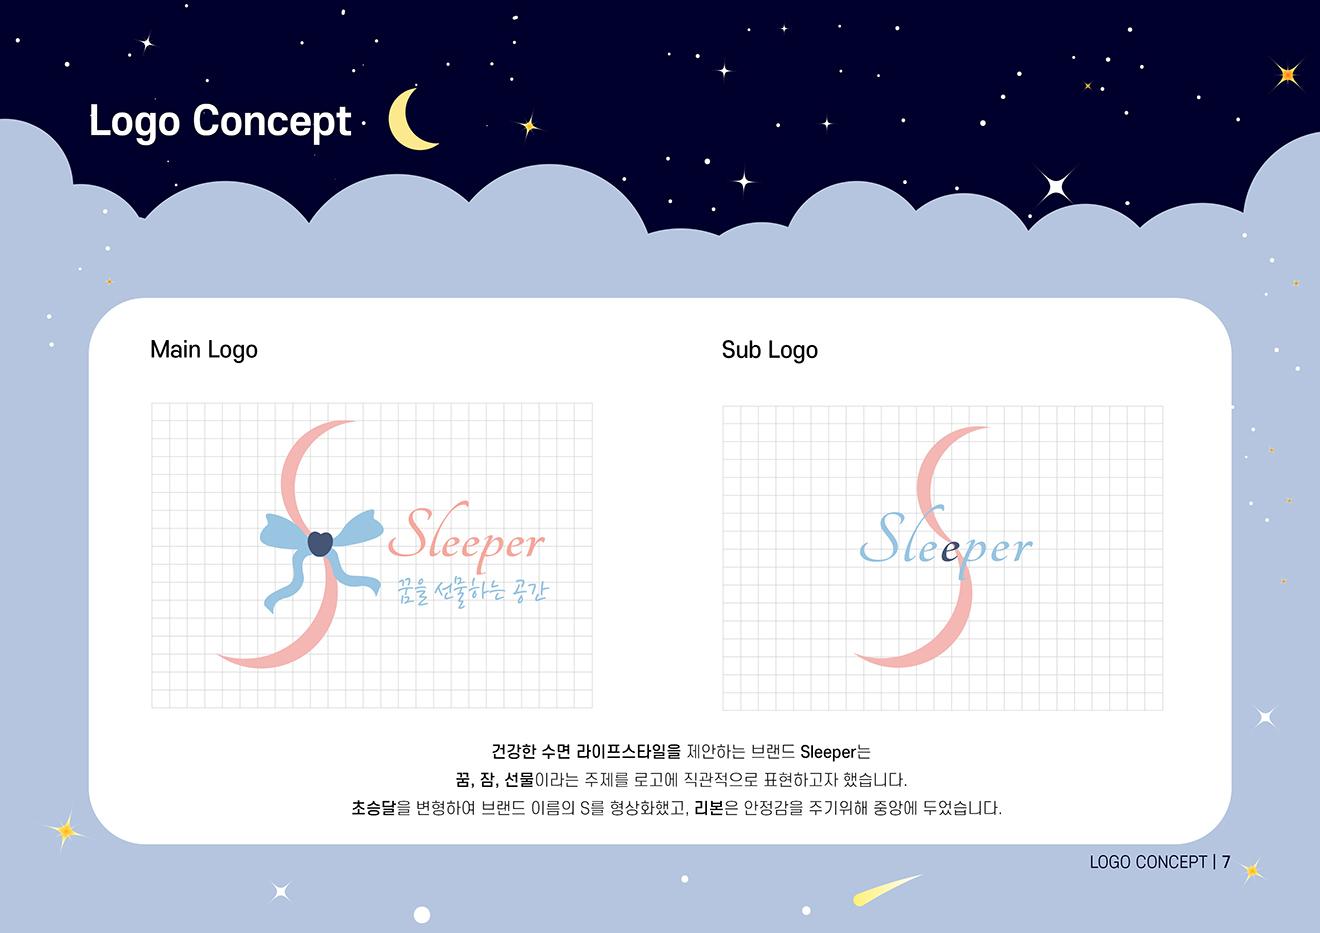 Logo Concept
Main Logo
Sub Logo
Sleeper
꿈을 선물하는 공간
Sleeper
건강한 수면 라이프스타일을 제안하는 브랜드 Sleeper는
꿈, 잠, 선물이라는 주제를 로고에 직관적으로 표현하고자 했습니다.
초승달을 변형하여 브랜드 이름의 S를 형상화했고, 리본은 안정감을 주기위해 중앙에 두었습니다.
LOGO CONCEPT | 7